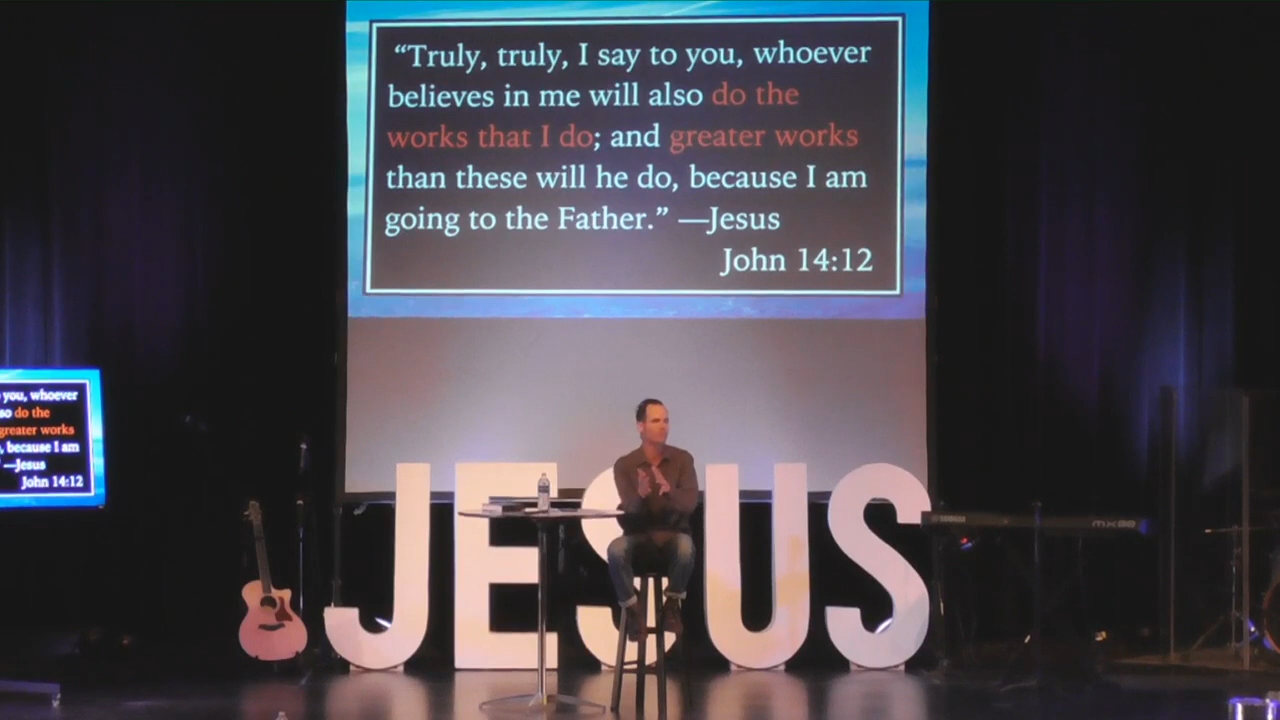 “Truly, truly, I say to you, whoever
believes in me will also do the
works that I do; and greater works
than these will he do, because I am
going to the Father.” —Jesus
John 14:12
you, whoever
so do the
greater works
, because I am
—Jesus
John 14:12
JESUS